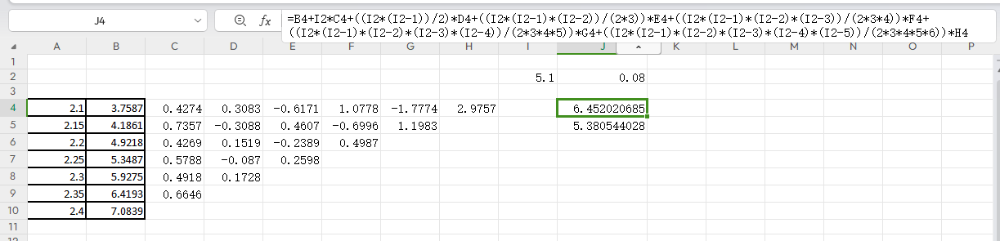 J4 fx =B4+I2*C4+((I2*(I2-1))/2)*D4+((I2*(I2-1)*(I2-2))/(2*3))*E4+((I2*(I2-1)*(I2-2)*(I2-3))/(2*3*4))*F4+
((I2*(I2-1)*(I2-2)*(I2-3)*(I2-4))/(2*3*4*5))*G4+((I2*(I2-1)*(I2-2)*(I2-3)*(I2-4)*(I2-5))/(2*3*4*5*6))*H4
A B C D E F G H I J K L M N O P
1
2 5.1 0.08
3
4 2.1 3.7587 0.4274 0.3083 -0.6171 1.0778 -1.7774 2.9757 6.452020685
5 2.15 4.1861 0.7357 -0.3088 0.4607 -0.6996 1.1983 5.380544028
6 2.2 4.9218 0.4269 0.1519 -0.2389 0.4987
7 2.25 5.3487 0.5788 -0.087 0.2598
8 2.3 5.9275 0.4918 0.1728
9 2.35 6.4193 0.6646
10 2.4 7.0839
11